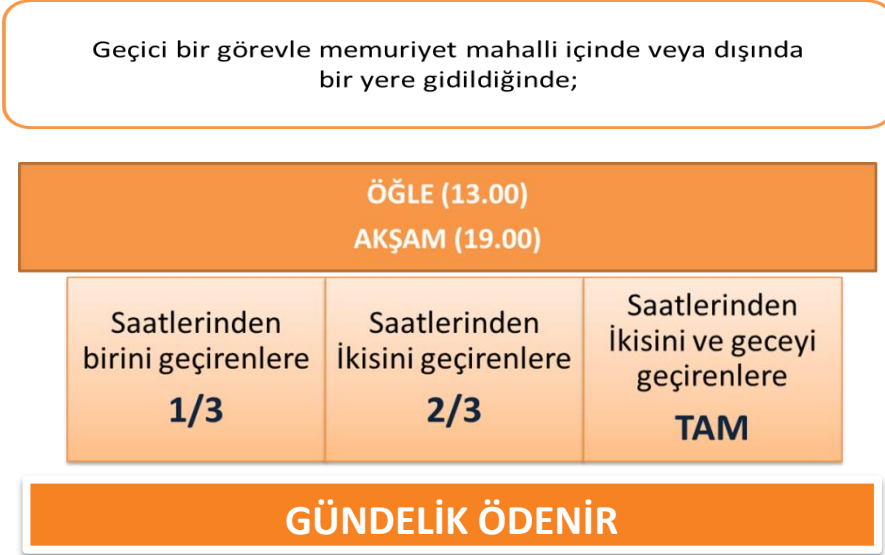 Geçici bir görevle memuriyet mahalli içinde veya dışında
bir yere gidildiğinde;
ÖĞLE (13.00)
AKŞAM (19.00)
Saatlerinden
birini geçirenlere
1/3
Saatlerinden
İkisini geçirenlere
2/3
Saatlerinden
İkisini ve geceyi
geçirenlere
TAM
GÜNDELİK ÖDENİR